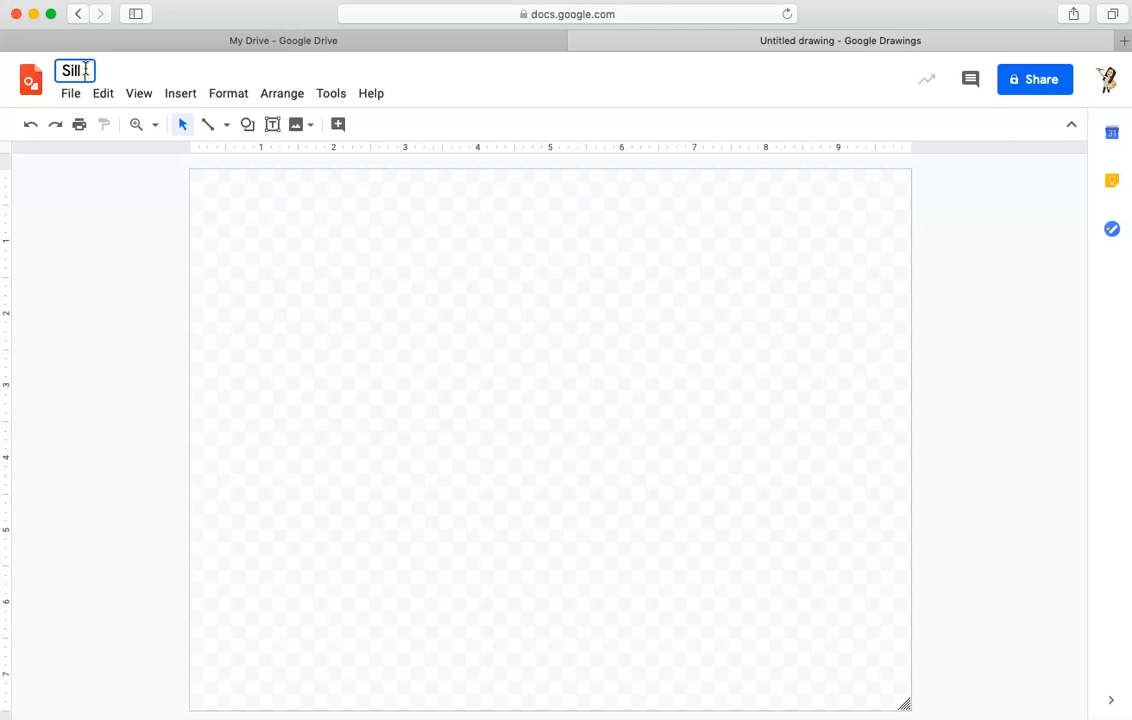 docs.google.com
My Drive - Google Drive
Untitled drawing - Google Drawings
Sill
File Edit View Insert Format Arrange Tools Help
Share
1 2 3 4 5 6 7 8 9
31
1
2
3
4
5
6
7